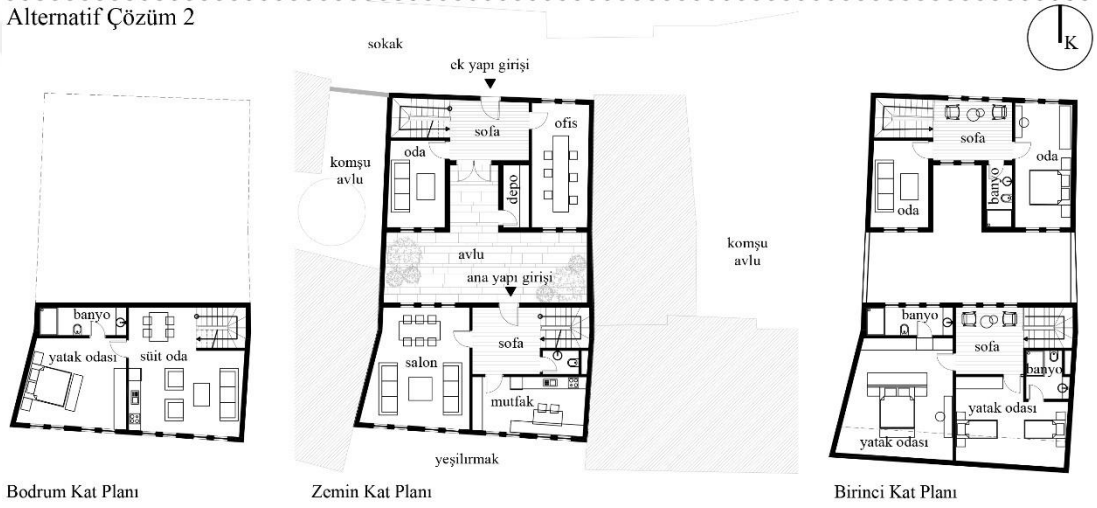 Alternatif Çözüm 2
K
sokak
ek yapı girişi
sofa
ofis
oda
komşu
avlu
depo
avlu
ana yapı girişi
komşu
avlu
salon
sofa
mutfak
yeşilırmak
banyo
yatak odası
süit oda
sofa
oda
banyo
oda
banyo
sofa
banyo
yatak odası
yatak odası
Bodrum Kat Planı
Zemin Kat Planı
Birinci Kat Planı